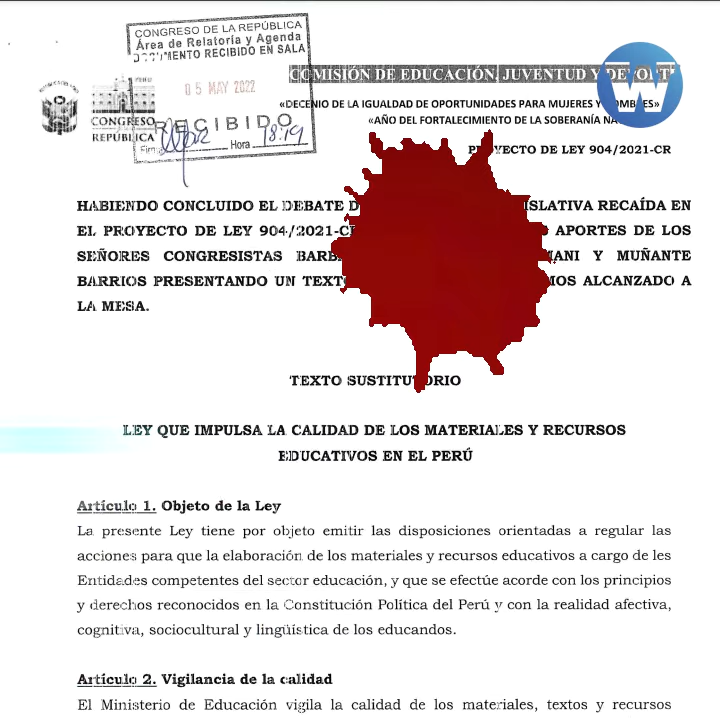 CONGRESO DE LA REPÚBLICA
Área de Relatoría y Agenda
DOCUMENTO RECIBIDO EN SALA
05 MAY 2022
RECIBIDO
Firma Hora 18:19
PERU
CONGRESO
REPÚBLICA
COMISIÓN DE EDUCACIÓN, JUVENTUD Y DEPORTE
W
«DECENIO DE LA IGUALDAD DE OPORTUNIDADES PARA MUJERES Y HOMBRES»
«AÑO DEL FORTALECIMIENTO DE LA SOBERANÍA
PROYECTO DE LEY 904/2021-CR
HABIENDO CONCLUIDO EL DEBATE RECAÍDA EN
EL PROYECTO DE LEY 904/2021-CR APORTES DE LOS
SEÑORES CONGRESISTAS Y MUÑANTE
BARRIOS PRESENTANDO UN TEXTO ALCANZADO A
LA MESA.
TEXTO SUSTITUTORIO
LEY QUE IMPULSA LA CALIDAD DE LOS MATERIALES Y RECURSOS
EDUCATIVOS EN EL PERÚ
Artículo 1. Objeto de la Ley
La presente Ley tiene por objeto emitir las disposiciones orientadas a regular las
acciones para que la elaboración de los materiales y recursos educativos a cargo de les
Entidades competentes del sector educación, y que se efectúe acorde con los principios
y derechos reconocidos en la Constitución Política del Perú y con la realidad afectiva,
cognitiva, sociocultural y lingüística de los educandos.
Artículo 2. Vigilancia de la calidad
El Ministerio de Educación vigila la calidad de los materiales, textos y recursos